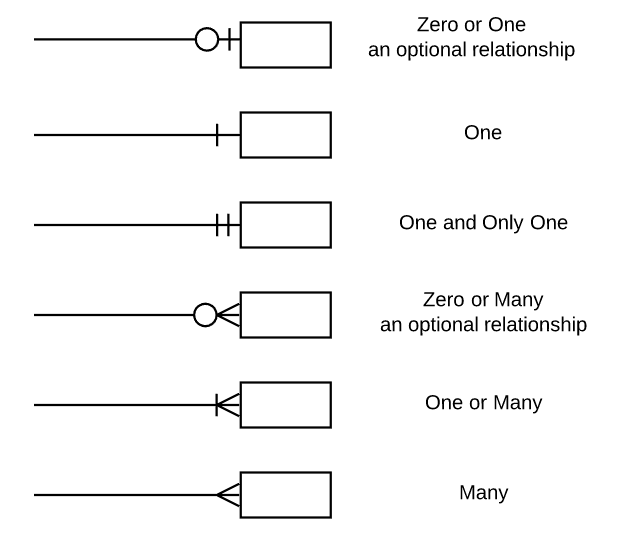 Zero or One
an optional relationship
One
One and Only One
Zero or Many
an optional relationship
One or Many
Many